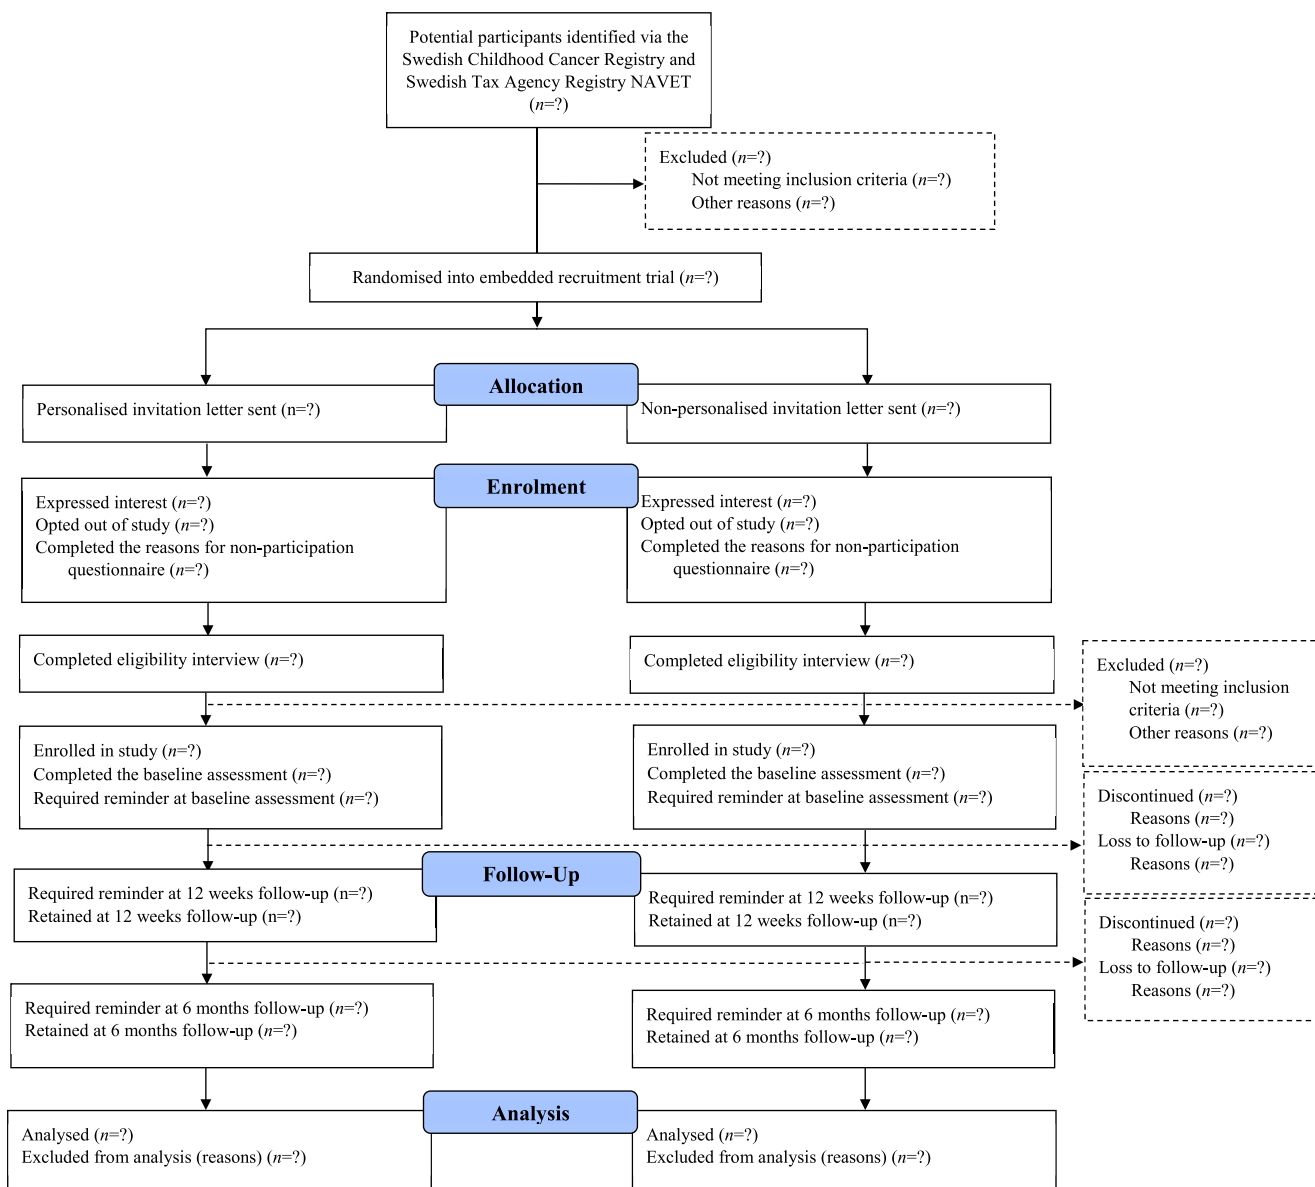 Potential participants identified via the
Swedish Childhood Cancer Registry and
Swedish Tax Agency Registry NAVET
(n=?)
Excluded (n=?)
Not meeting inclusion criteria (n=?)
Other reasons (n=?)
Randomised into embedded recruitment trial (n=?)
Allocation
Personalised invitation letter sent (n=?)
Non-personalised invitation letter sent (n=?)
Enrolment
Expressed interest (n=?)
Opted out of study (n=?)
Completed the reasons for non-participation
questionnaire (n=?)
Expressed interest (n=?)
Opted out of study (n=?)
Completed the reasons for non-participation
questionnaire (n=?)
Completed eligibility interview (n=?)
Completed eligibility interview (n=?)
Excluded (n=?)
Not meeting inclusion
criteria (n=?)
Other reasons (n=?)
Enrolled in study (n=?)
Completed the baseline assessment (n=?)
Required reminder at baseline assessment (n=?)
Enrolled in study (n=?)
Completed the baseline assessment (n=?)
Required reminder at baseline assessment (n=?)
Discontinued (n=?)
Reasons (n=?)
Loss to follow-up (n=?)
Reasons (n=?)
Follow-Up
Required reminder at 12 weeks follow-up (n=?)
Retained at 12 weeks follow-up (n=?)
Required reminder at 12 weeks follow-up (n=?)
Retained at 12 weeks follow-up (n=?)
Discontinued (n=?)
Reasons (n=?)
Loss to follow-up (n=?)
Reasons (n=?)
Required reminder at 6 months follow-up (n=?)
Retained at 6 months follow-up (n=?)
Required reminder at 6 months follow-up (n=?)
Retained at 6 months follow-up (n=?)
Analysis
Analysed (n=?)
Excluded from analysis (reasons) (n=?)
Analysed (n=?)
Excluded from analysis (reasons) (n=?)